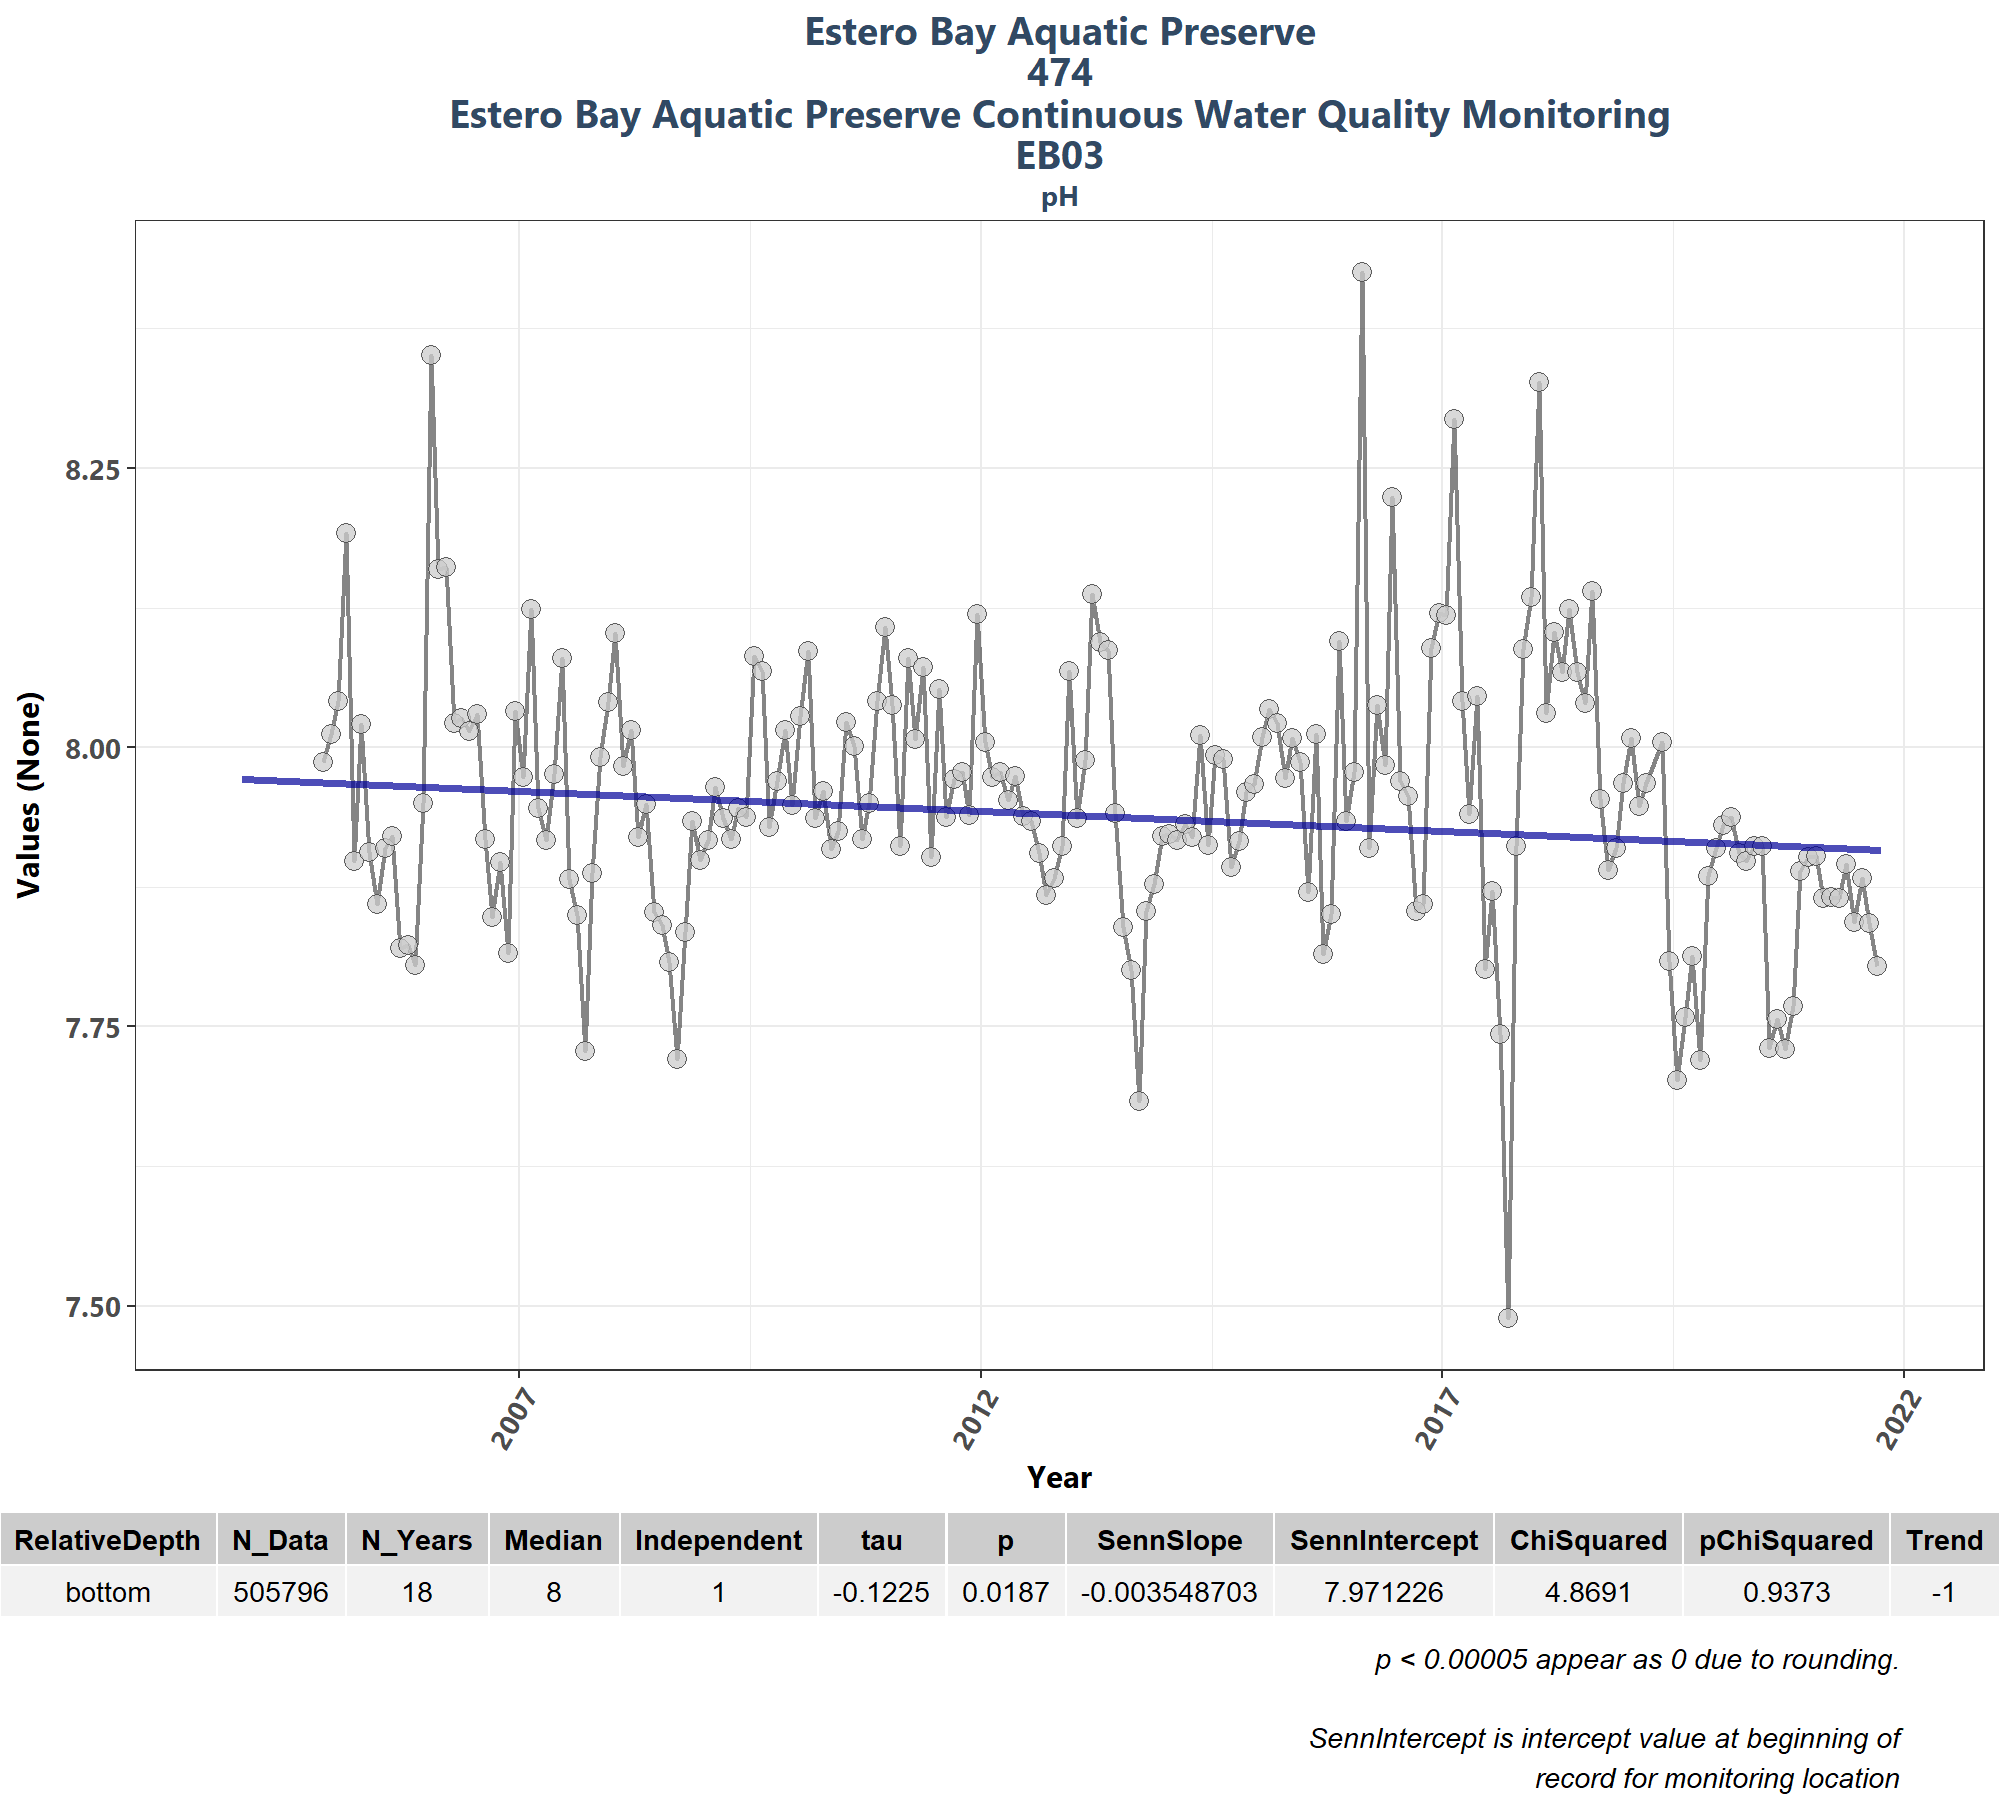 Estero Bay Aquatic Preserve
474
Estero Bay Aquatic Preserve Continuous Water Quality Monitoring
EB03
pH
Values (None)
8.25
8.00
7.75
7.50
2007 2012 2017 2022
Year
RelativeDepth N_Data N_Years Median Independent tau p SennSlope SennIntercept ChiSquared pChiSquared Trend
bottom 505796 18 8 1 -0.1225 0.0187 -0.003548703 7.971226 4.8691 0.9373 -1
p < 0.00005 appear as 0 due to rounding.
SennIntercept is intercept value at beginning of
record for monitoring location